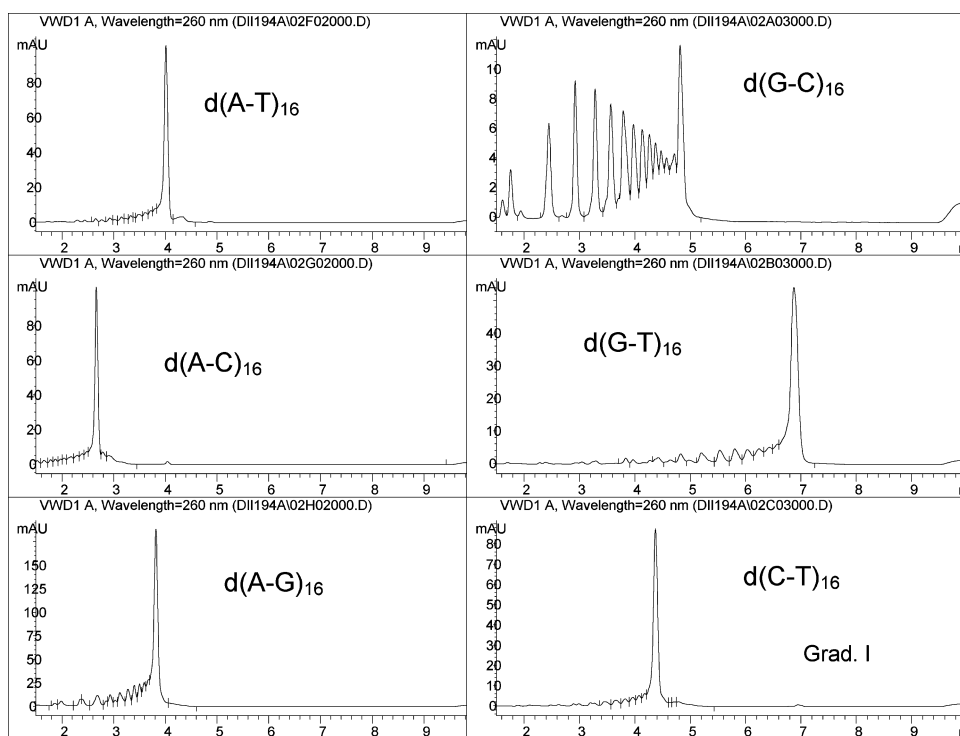 VWD1 A, Wavelength=260 nm (DII194A\02F02000.D)
mAU
80
60
40
20
0
d(A-T)16
2 3 4 5 6 7 8 9
VWD1 A, Wavelength=260 nm (DII194A\02A03000.D)
mAU
10
8
6
4
2
0
d(G-C)16
2 3 4 5 6 7 8 9
VWD1 A, Wavelength=260 nm (DII194A\02G02000.D)
mAU
80
60
40
20
0
d(A-C)16
2 3 4 5 6 7 8 9
VWD1 A, Wavelength=260 nm (DII194A\02B03000.D)
mAU
40
30
20
10
0
d(G-T)16
2 3 4 5 6 7 8 9
VWD1 A, Wavelength=260 nm (DII194A\02H02000.D)
mAU
150
125
100
75
50
25
0
d(A-G)16
2 3 4 5 6 7 8 9
VWD1 A, Wavelength=260 nm (DII194A\02C03000.D)
mAU
80
70
60
50
40
30
20
10
0
d(C-T)16
Grad. I
2 3 4 5 6 7 8 9